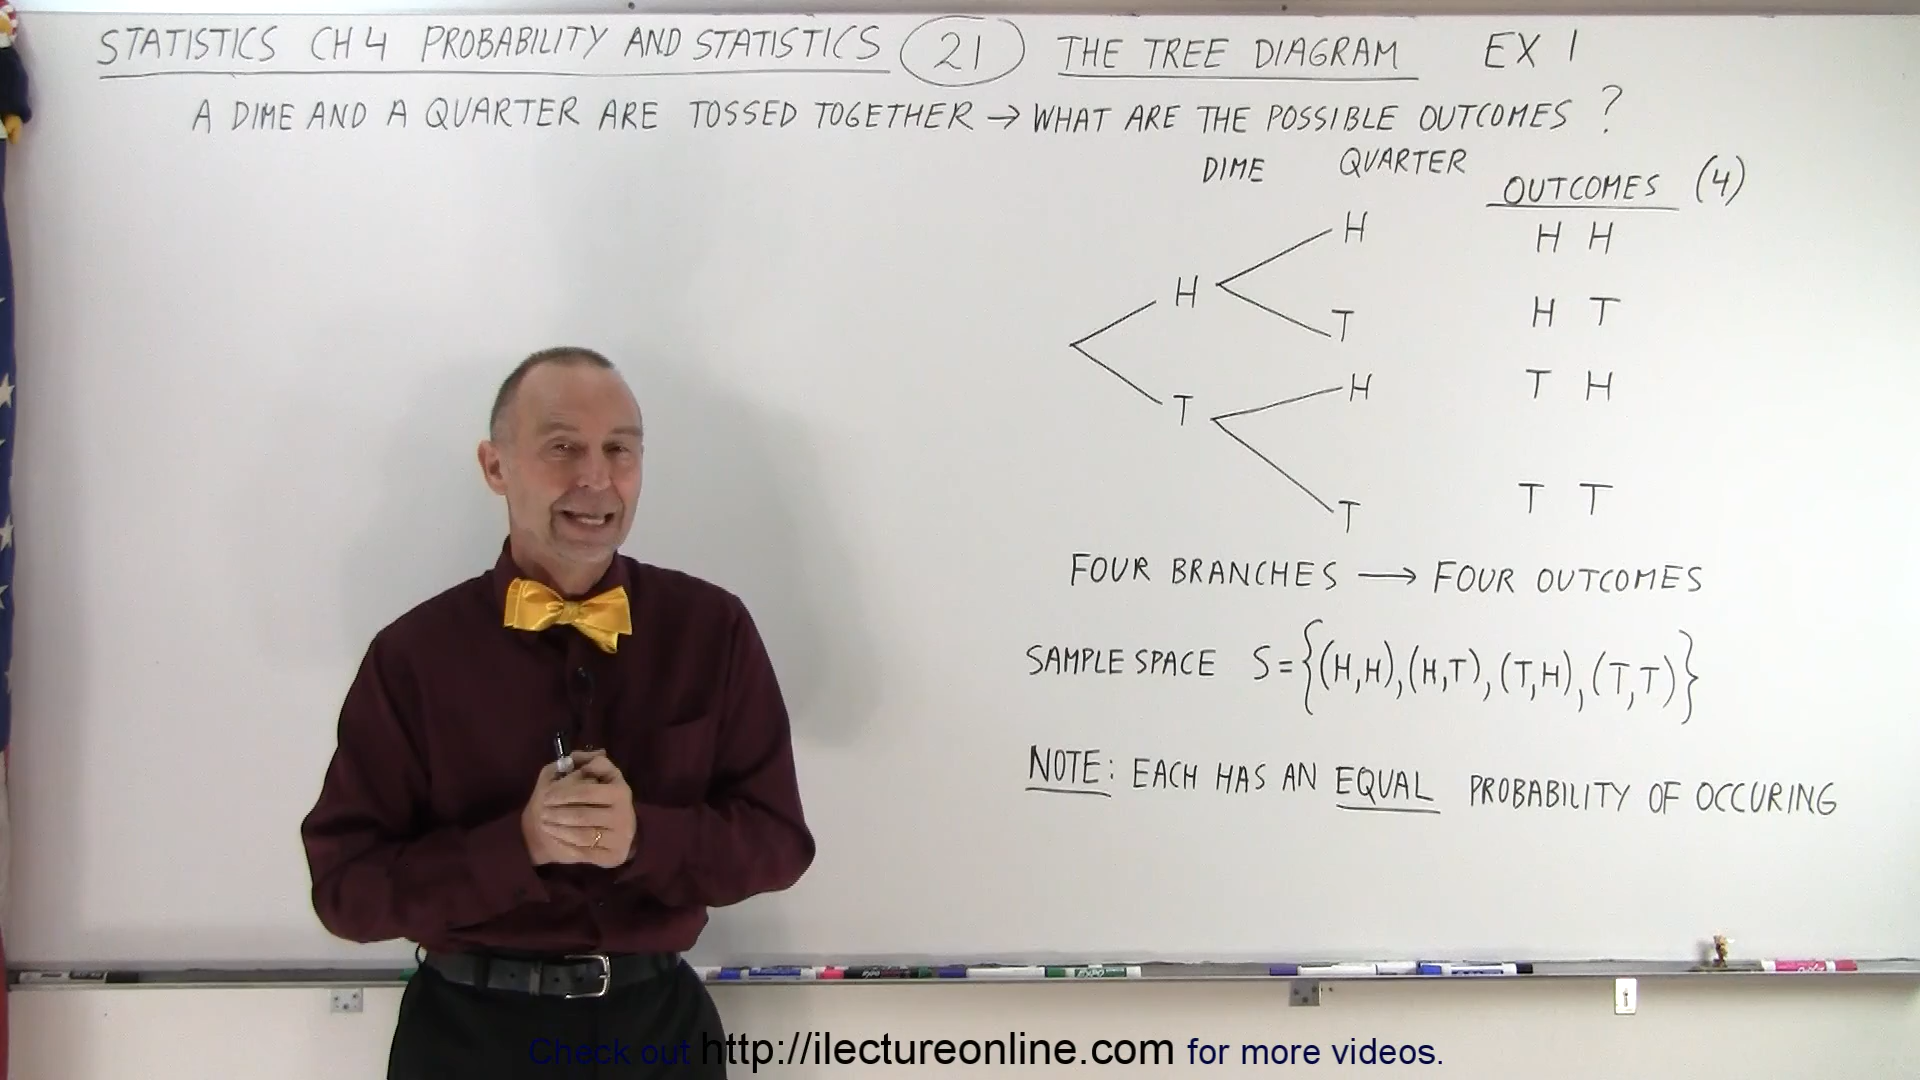 STATISTICS CH 4 PROBABILITY AND STATISTICS 21 THE TREE DIAGRAM EX 1
A DIME AND A QUARTER ARE TOSSED TOGETHER → WHAT ARE THE POSSIBLE OUTCOMES ?
DIME QUARTER OUTCOMES (4)
H H H
H
T H T
H T H
T
T T T
FOUR BRANCHES → FOUR OUTCOMES
SAMPLE SPACE S = {(H,H),(H,T),(T,H),(T,T)}
NOTE: EACH HAS AN EQUAL PROBABILITY OF OCCURING
Check out http://ilectureonline.com for more videos.